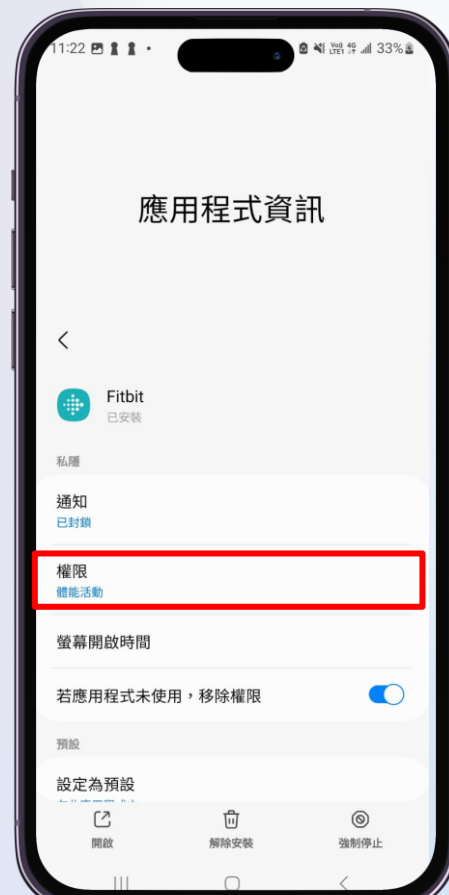 11:22
VoD 4G
LTE1 33%
應用程式資訊
Fitbit
已安裝
私隱
通知
已封鎖
權限
體能活動
螢幕開啟時間
若應用程式未使用，移除權限
預設
設定為預設
開啟
解除安裝
強制停止